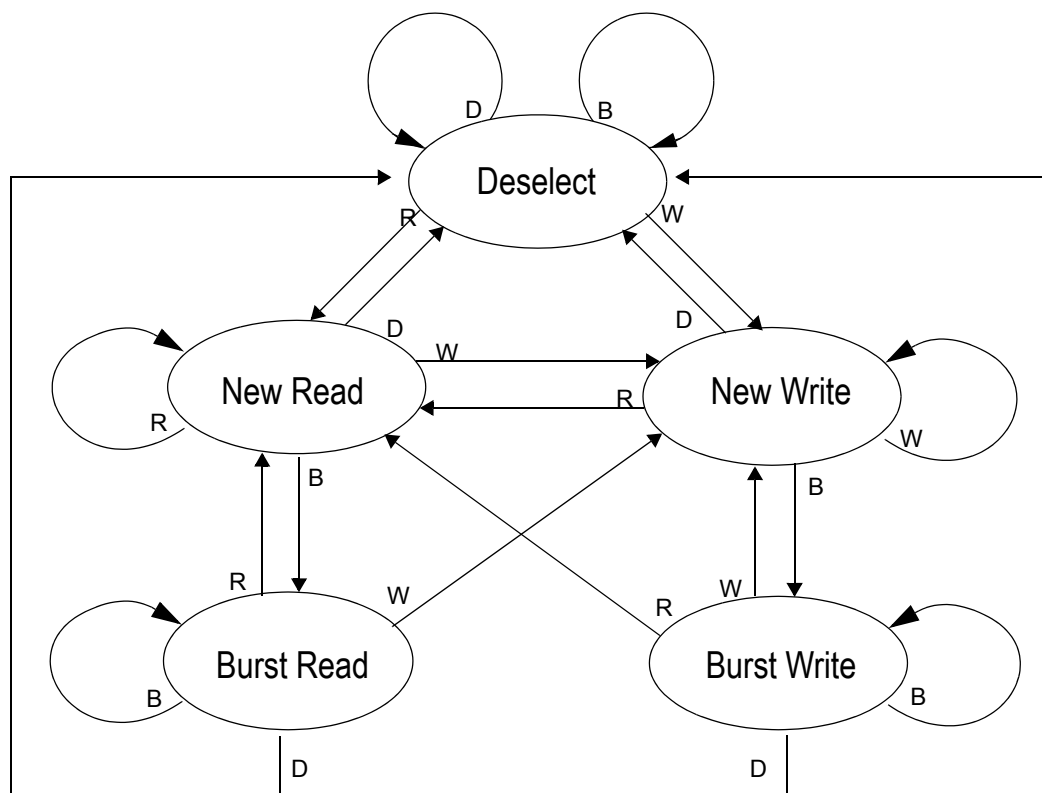 D B
Deselect
R W
D D
W
New Read New Write
R
R W
B B
R W R W
Burst Read Burst Write
B B
D D